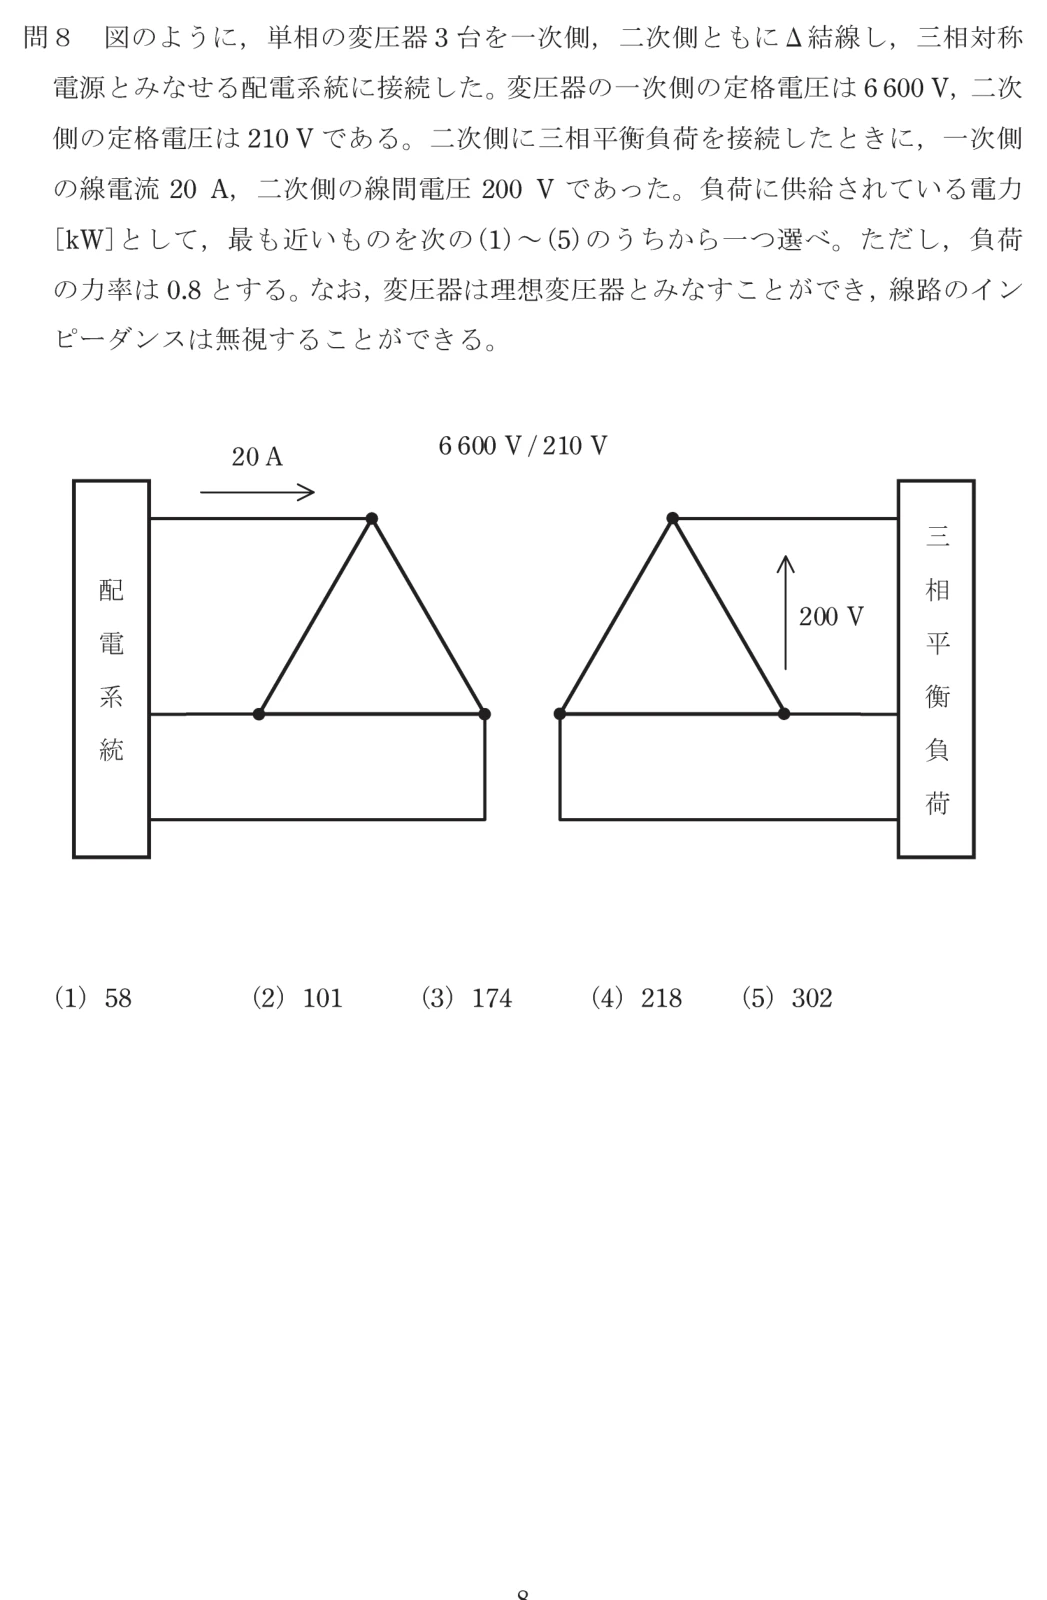 問８　図のように，単相の変圧器 3 台を一次側，二次側ともに Δ 結線し，三相対称
電源とみなせる配電系統に接続した。変圧器の一次側の定格電圧は 6 600 V，二次
側の定格電圧は 210 V である。二次側に三相平衡負荷を接続したときに，一次側
の線電流 20 A，二次側の線間電圧 200 V であった。負荷に供給されている電力
[kW]として，最も近いものを次の(1)～(5)のうちから一つ選べ。ただし，負荷
の力率は 0.8 とする。なお，変圧器は理想変圧器とみなすことができ，線路のイン
ピーダンスは無視することができる。
6 600 V / 210 V
20 A
配電系統
200 V
三相平衡負荷
(1) 58　(2) 101　(3) 174　(4) 218　(5) 302
8